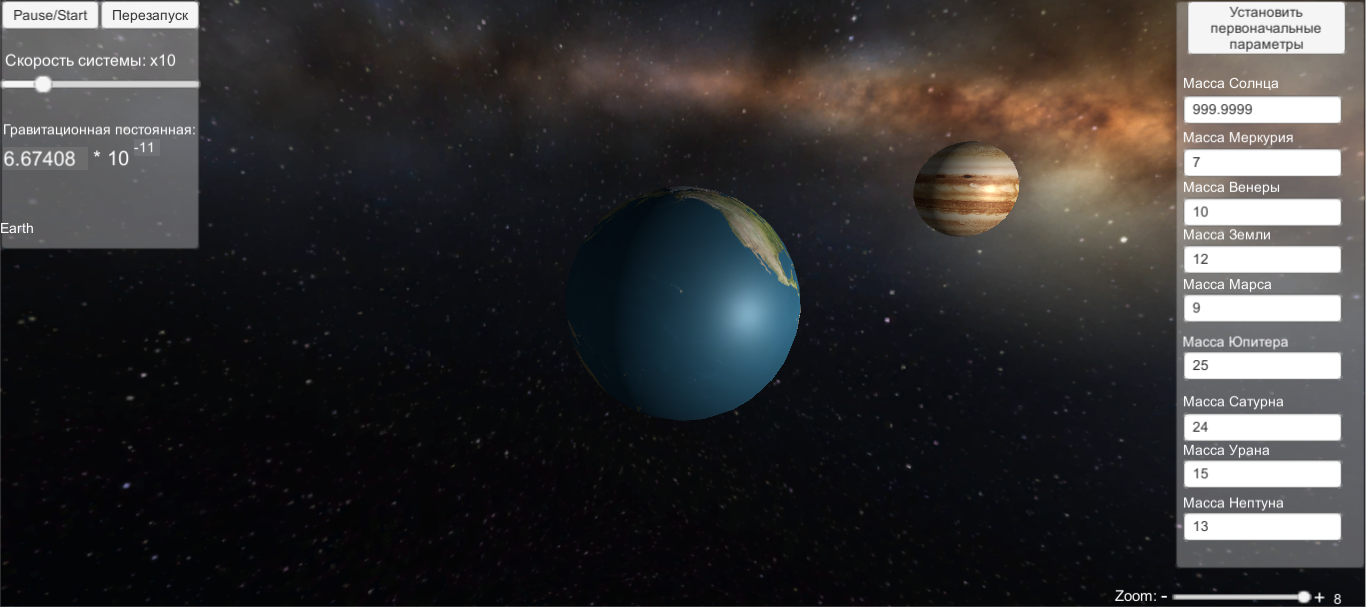 Pause/Start
Перезапуск
Скорость системы: x10
Гравитационная постоянная:
6.67408 * 10 -11
Earth
Установить
первоначальные
параметры
Масса Солнца
999.9999
Масса Меркурия
7
Масса Венеры
10
Масса Земли
12
Масса Марса
9
Масса Юпитера
25
Масса Сатурна
24
Масса Урана
15
Масса Нептуна
13
Zoom: - + 8